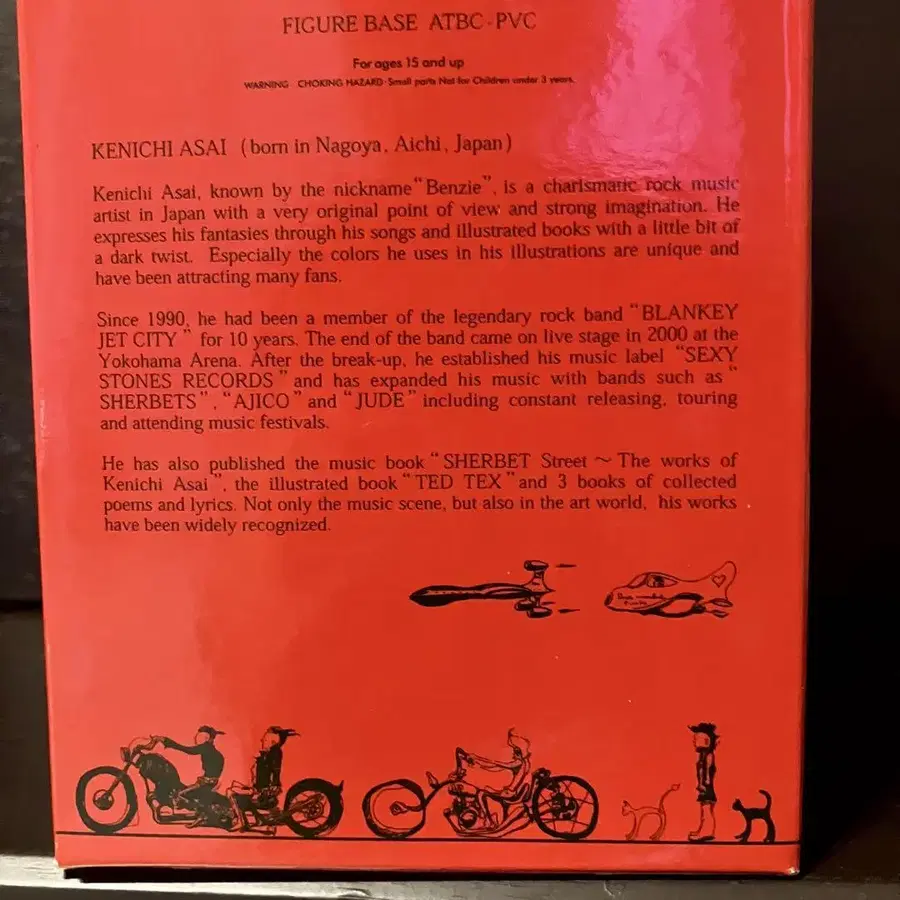 FIGURE BASE ATBC-PVC
For ages 15 and up
WARNING · CHOKING HAZARD-Small parts Not for Children under 3 years.
KENICHI ASAI (born in Nagoya, Aichi, Japan)
Kenichi Asai, known by the nickname "Benzie", is a charismatic rock music
artist in Japan with a very original point of view and strong imagination. He
expresses his fantasies through his songs and illustrated books with a little bit of
a dark twist. Especially the colors he uses in his illustrations are unique and
have been attracting many fans.
Since 1990, he had been a member of the legendary rock band "BLANKEY
JET CITY" for 10 years. The end of the band came on live stage in 2000 at the
Yokohama Arena. After the break-up, he established his music label "SEXY
STONES RECORDS" and has expanded his music with bands such as "
SHERBETS", "AJICO" and "JUDE" including constant releasing, touring
and attending music festivals.
He has also published the music book "SHERBET Street ~ The works of
Kenichi Asai", the illustrated book "TED TEX" and 3 books of collected
poems and lyrics. Not only the music scene, but also in the art world, his works
have been widely recognized.